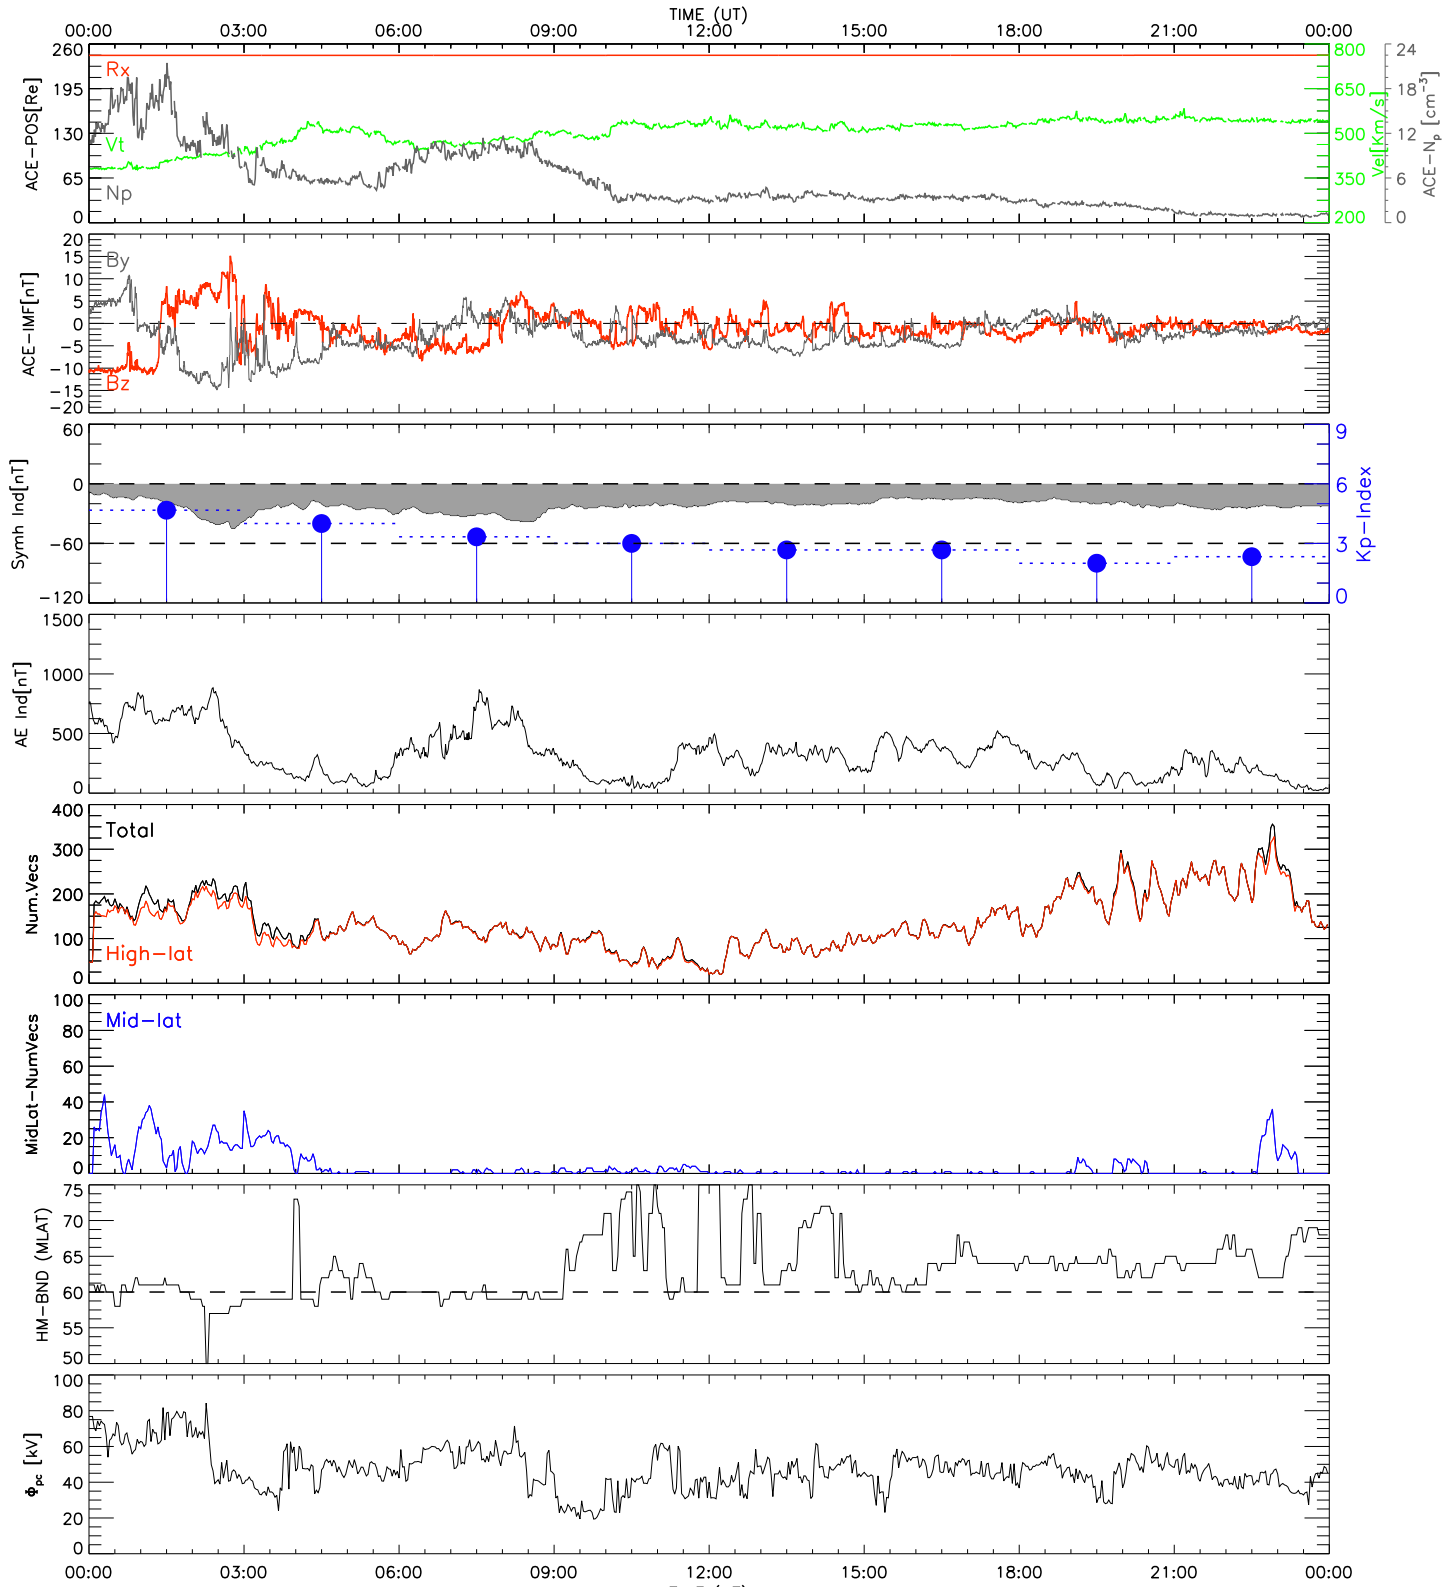 TIME (UT)
00:00 03:00 06:00 09:00 12:00 15:00 18:00 21:00 00:00
ACE-POS[Re]
260
195
130
65
0
Rx
Vt
Np
800
650
500
350
200
Vel[Km/s]
24
18
12
6
0
ACE-Np [cm-3]
ACE-IMF[nT]
20
15
10
5
0
-5
-10
-15
-20
By
Bz
Symh Ind[nT]
60
0
-60
-120
9
6
3
0
Kp-Index
AE Ind[nT]
1500
1000
500
0
Num.Vecs
400
300
200
100
0
Total
High-lat
MidLat-NumVecs
100
80
60
40
20
0
Mid-lat
HM-BND (MLAT)
75
70
65
60
55
50
Φpc [kV]
100
80
60
40
20
0
00:00 03:00 06:00 09:00 12:00 15:00 18:00 21:00 00:00